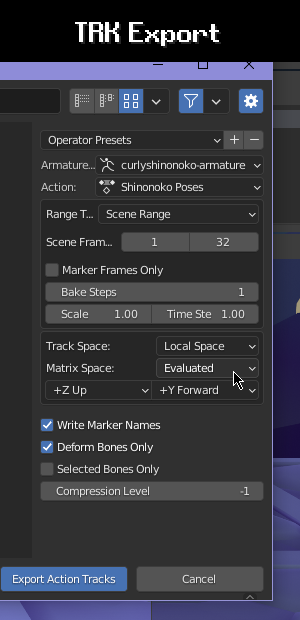 TRK Export
Operator Presets
Armature... curlyshinonoko-armature
Action: Shinonoko Poses
Range T... Scene Range
Scene Fram... 1 32
Marker Frames Only
Bake Steps 1
Scale 1.00 Time Ste 1.00
Track Space: Local Space
Matrix Space: Evaluated
+Z Up +Y Forward
Write Marker Names
Deform Bones Only
Selected Bones Only
Compression Level -1
Export Action Tracks Cancel